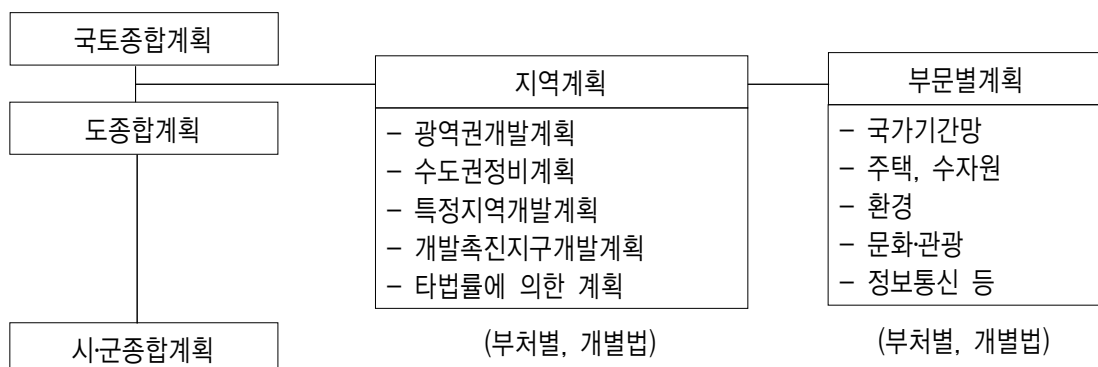 국토종합계획
도종합계획
시·군종합계획
지역계획
– 광역권개발계획
– 수도권정비계획
– 특정지역개발계획
– 개발촉진지구개발계획
– 타법률에 의한 계획
(부처별, 개별법)
부문별계획
– 국가기간망
– 주택, 수자원
– 환경
– 문화·관광
– 정보통신 등
(부처별, 개별법)